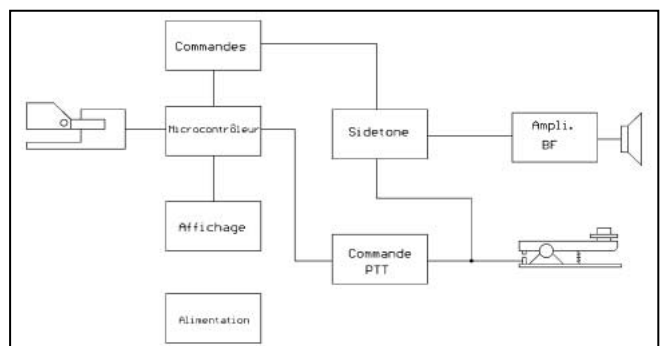 Commandes
Microcontrôleur
Sidetone
Ampli.
BF
Affichage
Commande
PTT
Alimentation